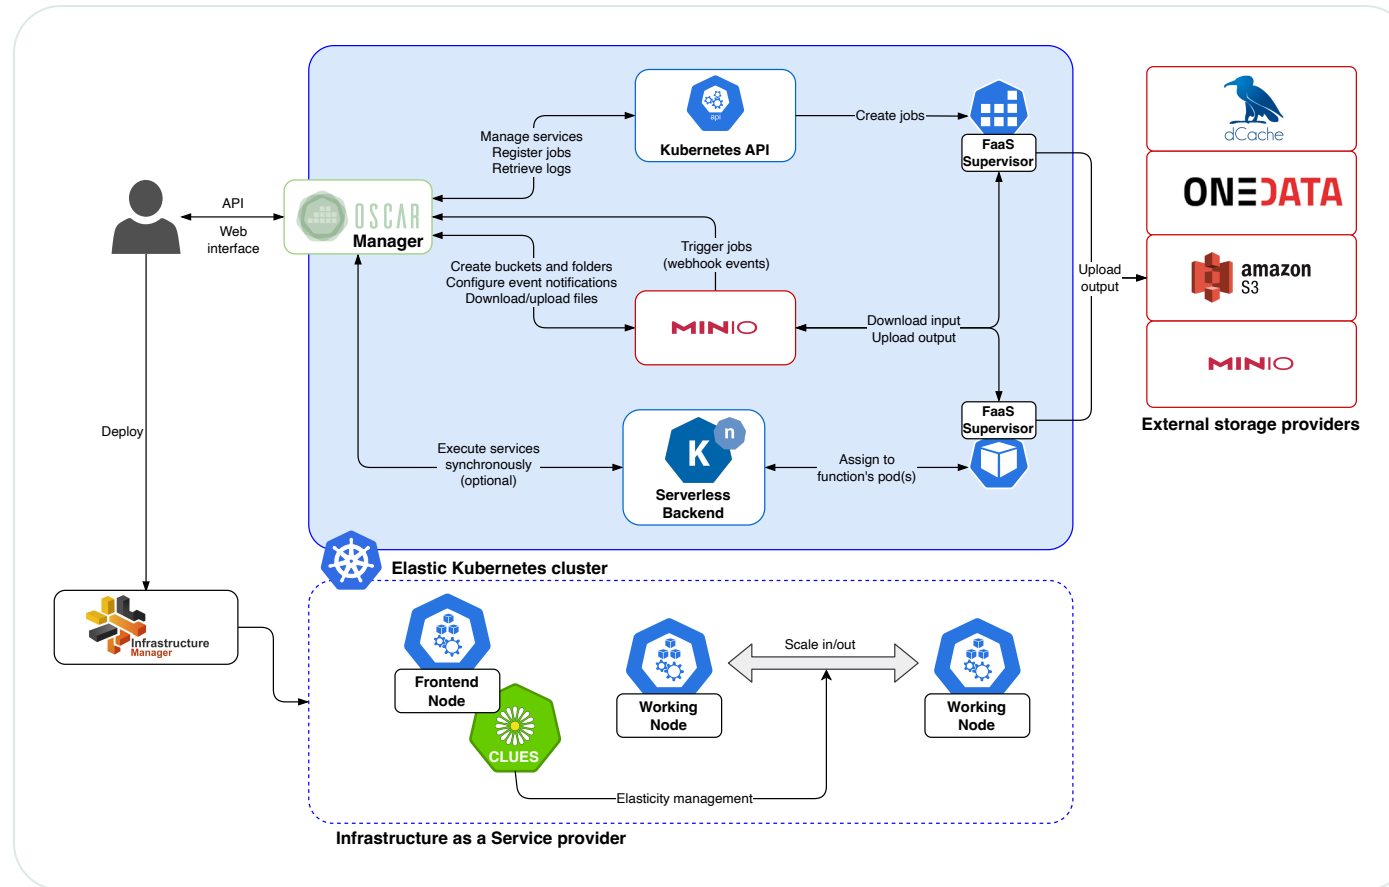 api
Kubernetes API
Create jobs
FaaS
Supervisor
Manage services
Register jobs
Retrieve logs
API
Web
interface
OSCAR
Manager
Trigger jobs
(webhook events)
Create buckets and folders
Configure event notifications
Download/upload files
MINIO
Download input
Upload output
Upload
output
dCache
ONEDATA
amazon
S3
MINIO
External storage providers
Deploy
FaaS
Supervisor
Execute services
synchronously
(optional)
K
n
Serverless
Backend
Assign to
function's pod(s)
Elastic Kubernetes cluster
Infrastructure
Manager
Frontend
Node
CLUES
Working
Node
Scale in/out
Working
Node
Elasticity management
Infrastructure as a Service provider